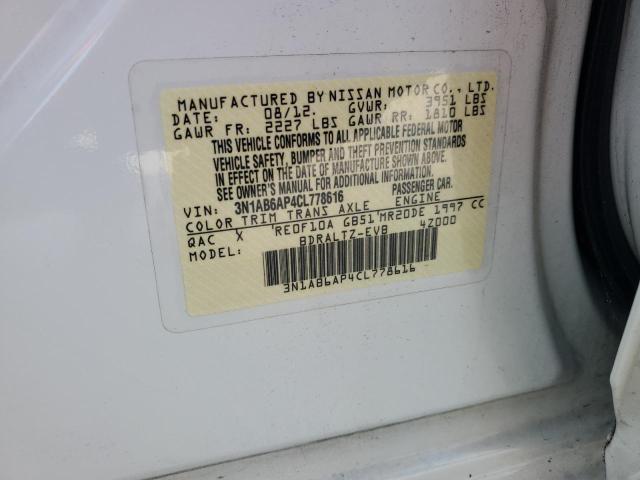 MANUFACTURED BY NISSAN MOTOR CO., LTD.
DATE: 08/12. GVWR: 3951 LBS
GAWR FR: 2227 LBS GAWR RR: 1810 LBS
THIS VEHICLE CONFORMS TO ALL APPLICABLE FEDERAL MOTOR
VEHICLE SAFETY, BUMPER AND THEFT PREVENTION STANDARDS
IN EFFECT ON THE DATE OF MANUFACTURE SHOWN ABOVE.
SEE OWNER'S MANUAL FOR ADDITIONAL INFORMATION.
VIN: 3N1AB6AP4CL778616 PASSENGER CAR.
COLOR TRIM TRANS AXLE ENGINE
QAC X RE0F10A GB51 MR20DE 1997 CC
BDRALTZ-EVB 4Z000
3N1AB6AP4CL778616